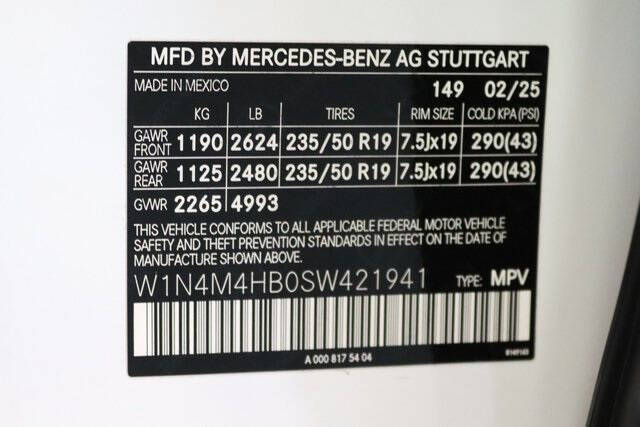 MFD BY MERCEDES-BENZ AG STUTTGART
MADE IN MEXICO 149 02/25
KG LB TIRES RIM SIZE COLD KPA (PSI)
GAWR FRONT 1190 2624 235/50 R19 7.5Jx19 290(43)
GAWR REAR 1125 2480 235/50 R19 7.5Jx19 290(43)
GVWR 2265 4993
THIS VEHICLE CONFORMS TO ALL APPLICABLE FEDERAL MOTOR VEHICLE
SAFETY AND THEFT PREVENTION STANDARDS IN EFFECT ON THE DATE OF
MANUFACTURE SHOWN ABOVE.
W1N4M4HB0SW421941 TYPE: MPV
A 000 817 54 04